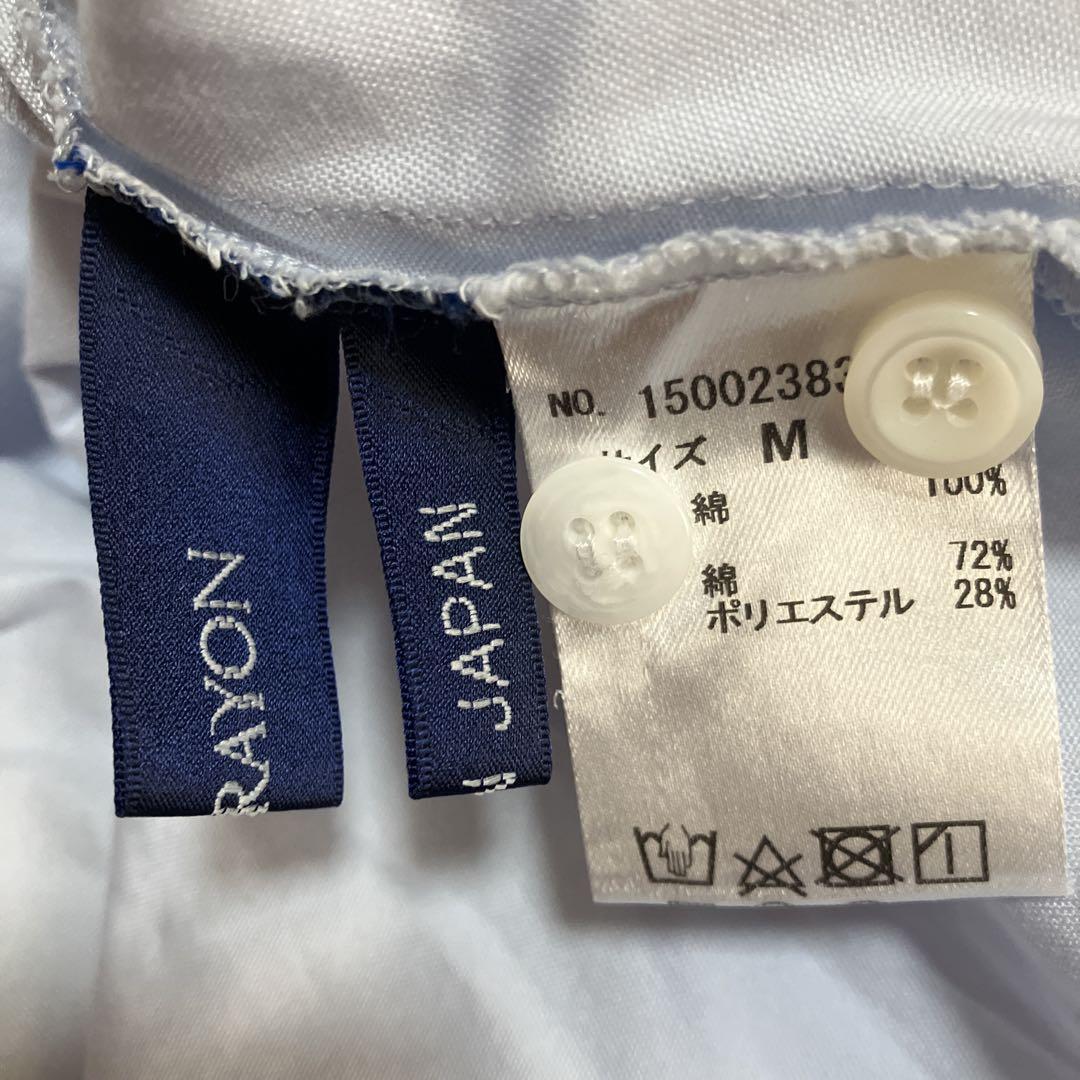 RAYON
JAPAN
NO. 15002383
サイズ M
綿 100%
綿 72%
ポリエステル 28%